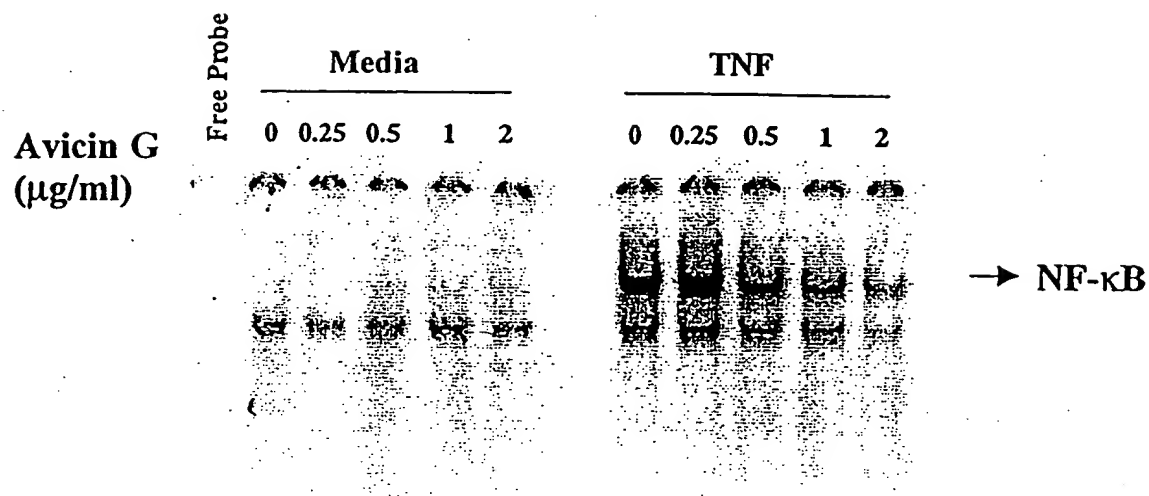 Free Probe
Media
TNF
Avicin G
(μg/ml)
0 0.25 0.5 1 2
0 0.25 0.5 1 2
→ NF-κB